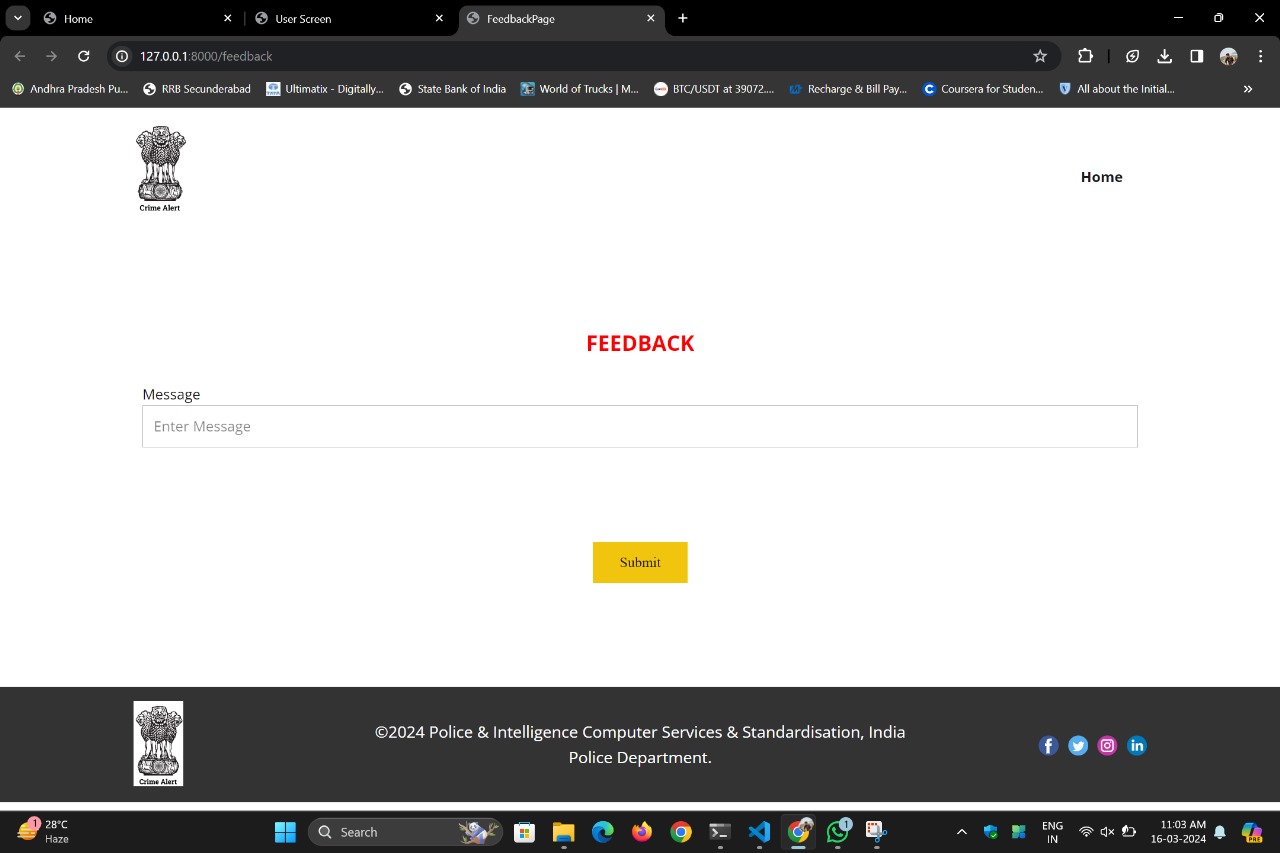 Home
User Screen
FeedbackPage
127.0.0.1:8000/feedback
Andhra Pradesh Pu...
RRB Secunderabad
Ultimatix - Digitally...
State Bank of India
World of Trucks | M...
BTC/USDT at 39072....
Recharge & Bill Pay...
Coursera for Studen...
All about the Initial...
Crime Alert
Home
FEEDBACK
Message
Enter Message
Submit
Crime Alert
©2024 Police & Intelligence Computer Services & Standardisation, India
Police Department.
1
28°C
Haze
Search
1
ENG
IN
11:03 AM
16-03-2024
PRE